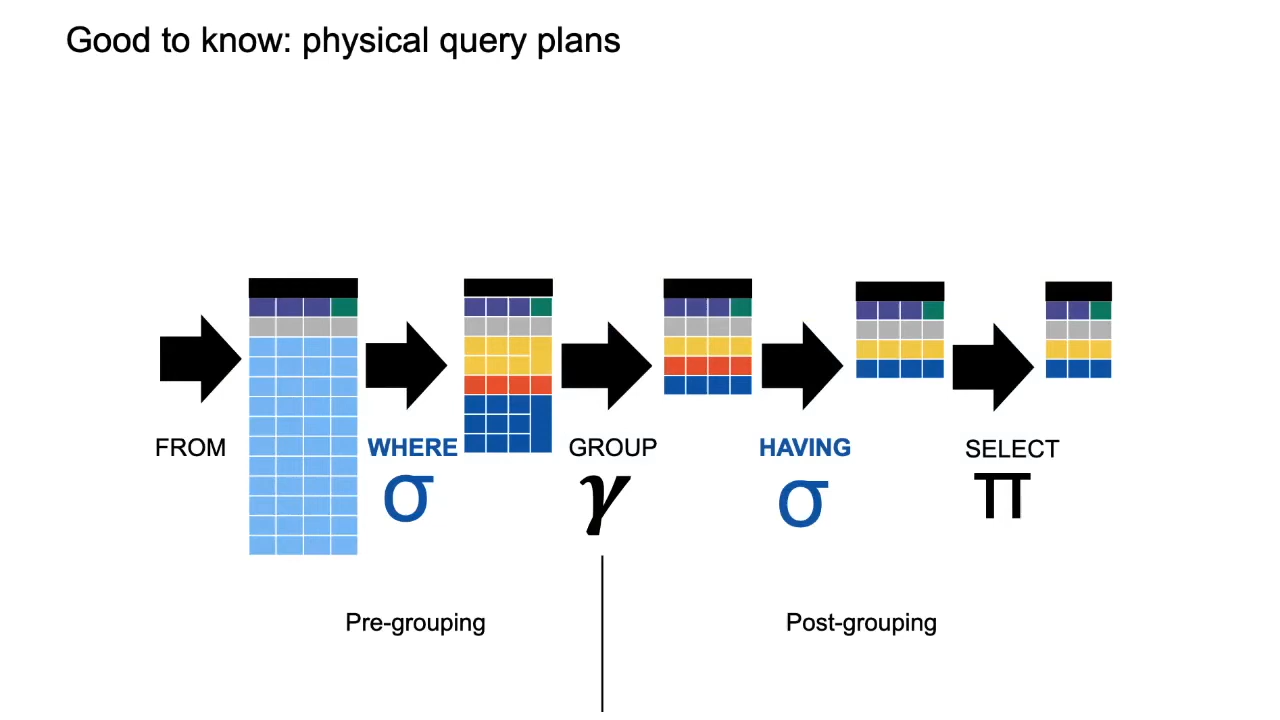 Good to know: physical query plans
FROM
WHERE
GROUP
HAVING
SELECT
σ
γ
σ
π
Pre-grouping
Post-grouping